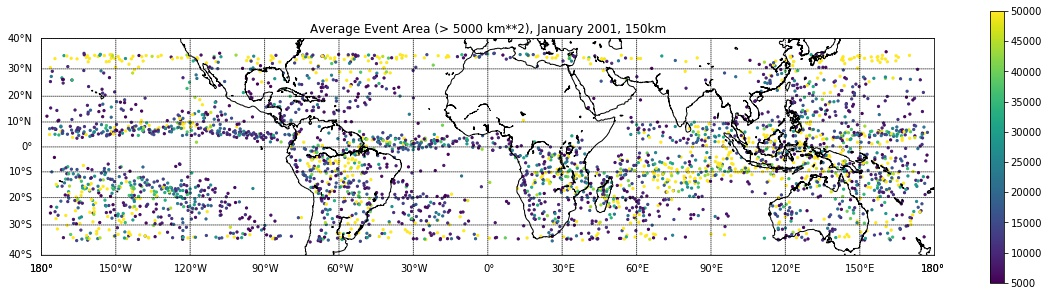 Average Event Area (> 5000 km**2), January 2001, 150km
40°N
30°N
20°N
10°N
0°
10°S
20°S
30°S
40°S
180° 150°W 120°W 90°W 60°W 30°W 0° 30°E 60°E 90°E 120°E 150°E 180°
50000
45000
40000
35000
30000
25000
20000
15000
10000
5000